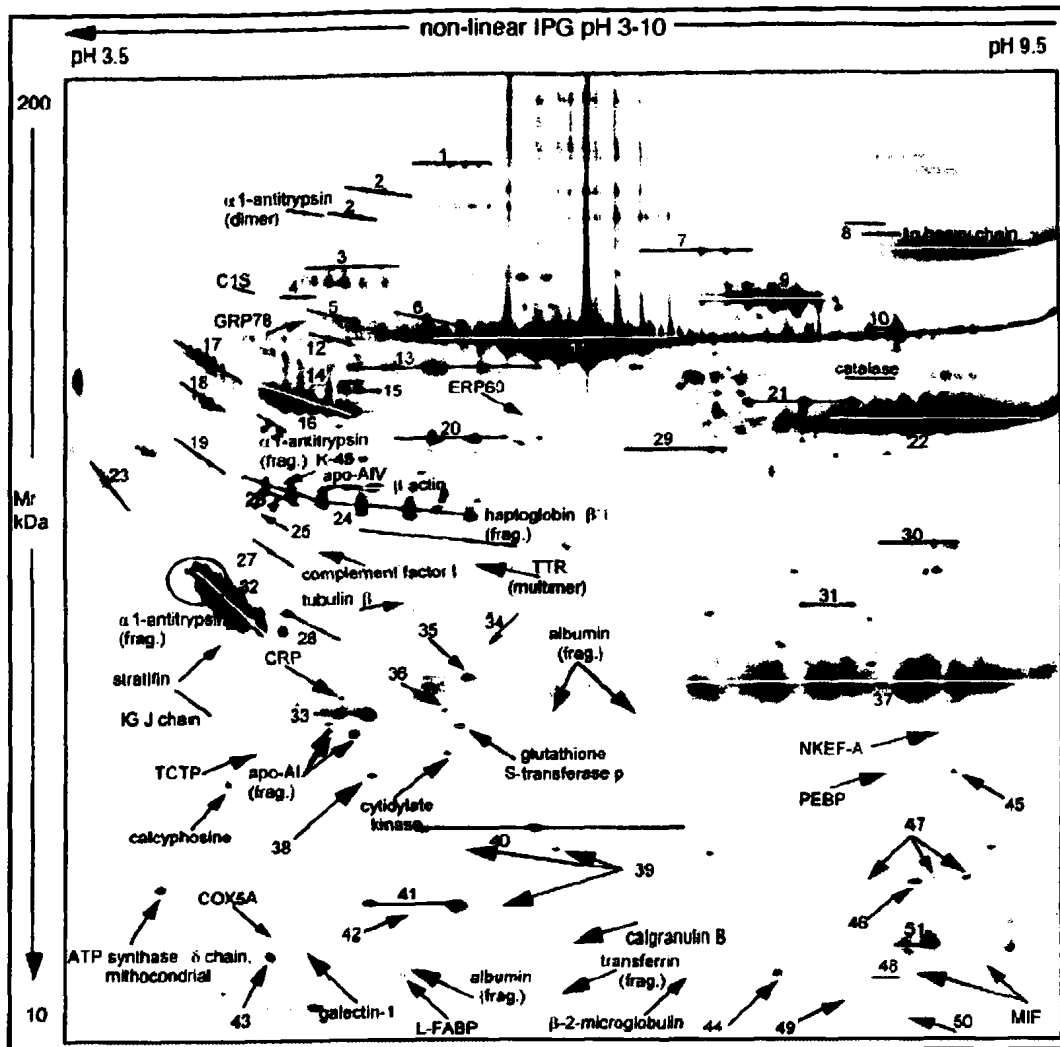 non-linear IPG pH 3-10
pH 3.5
pH 9.5
200
1
2
α1-antitrypsin
(dimer)
2
7
8
Ig heavy chain
3
C1S
4
9
GRP78
5
6
10
17
12
13
catalase
18
14
15
ERP60
21
16
19
α1-antitrypsin
(frag.)
K-45
20
22
29
23
apo-AIV
β actin
Mr
kDa
24
haptoglobin β
(frag.)
25
30
27
complement factor I
TTR
(multimer)
32
tubulin β
31
α1-antitrypsin
(frag.)
28
35
34
albumin
(frag.)
stratifin
CRP
36
37
IG J chain
33
NKEF-A
glutathione
S-transferase p
TCTP
apo-AI
(frag.)
PEBP
45
calcyphosine
38
cytidylate
kinase
40
47
39
COX5A
41
46
42
calgranulin B
51
ATP synthase δ chain,
mithocondrial
albumin
(frag.)
transferrin
(frag.)
48
10
43
galectin-1
L-FABP
β-2-microglobulin
44
49
50
MIF